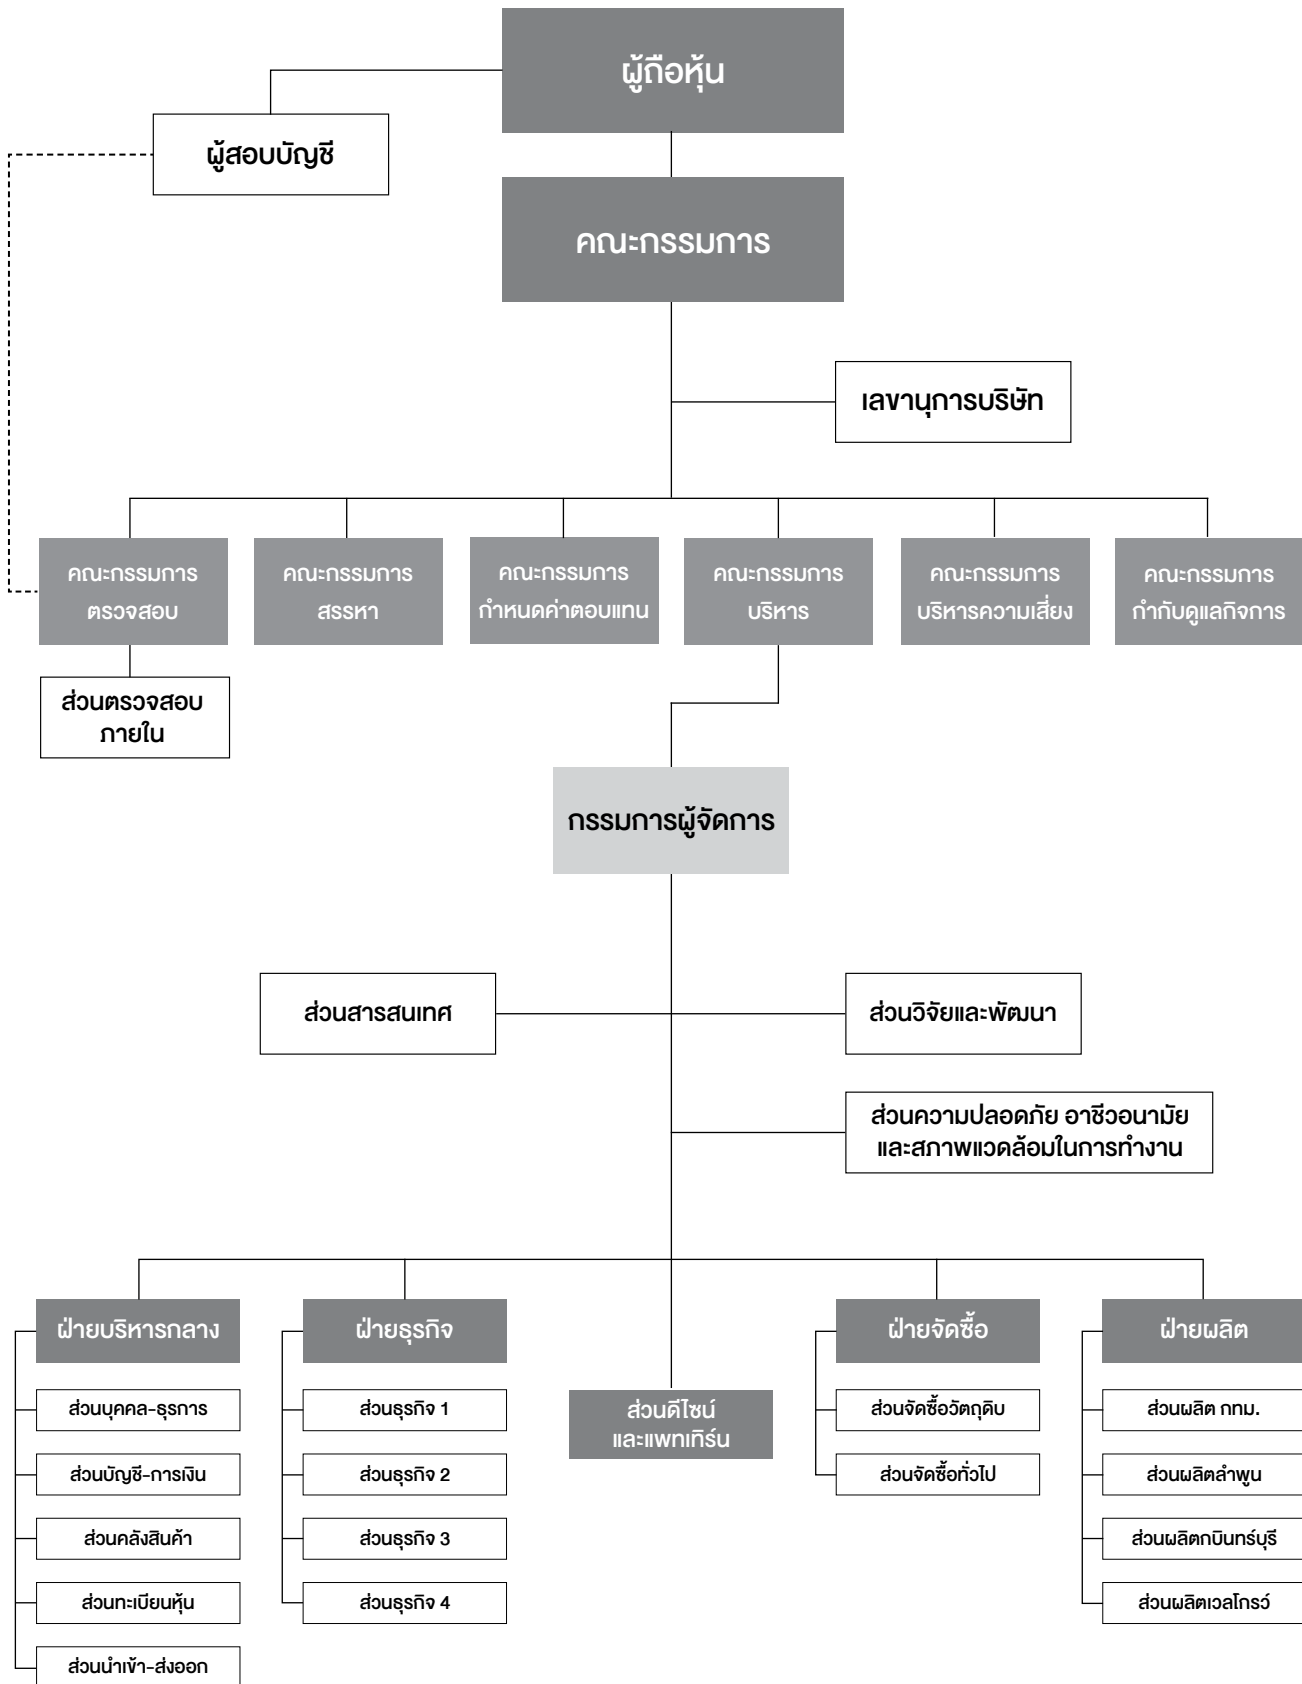 ผู้ถือหุ้น
ผู้สอบบัญชี
คณะกรรมการ
เลขานุการบริษัท
คณะกรรมการ
ตรวจสอบ
คณะกรรมการ
สรรหา
คณะกรรมการ
กำหนดค่าตอบแทน
คณะกรรมการ
บริหาร
คณะกรรมการ
บริหารความเสี่ยง
คณะกรรมการ
กำกับดูแลกิจการ
ส่วนตรวจสอบ
ภายใน
กรรมการผู้จัดการ
ส่วนสารสนเทศ
ส่วนวิจัยและพัฒนา
ส่วนความปลอดภัย อาชีวอนามัย
และสภาพแวดล้อมในการทำงาน
ฝ่ายบริหารกลาง
ส่วนบุคคล-ธุรการ
ส่วนบัญชี-การเงิน
ส่วนคลังสินค้า
ส่วนทะเบียนหุ้น
ส่วนนำเข้า-ส่งออก
ฝ่ายธุรกิจ
ส่วนธุรกิจ 1
ส่วนธุรกิจ 2
ส่วนธุรกิจ 3
ส่วนธุรกิจ 4
ส่วนดีไซน์
และแพทเทิร์น
ฝ่ายจัดซื้อ
ส่วนจัดซื้อวัตถุดิบ
ส่วนจัดซื้อทั่วไป
ฝ่ายผลิต
ส่วนผลิต กทม.
ส่วนผลิตลำพูน
ส่วนผลิตกบินทร์บุรี
ส่วนผลิตเวลโกรว์